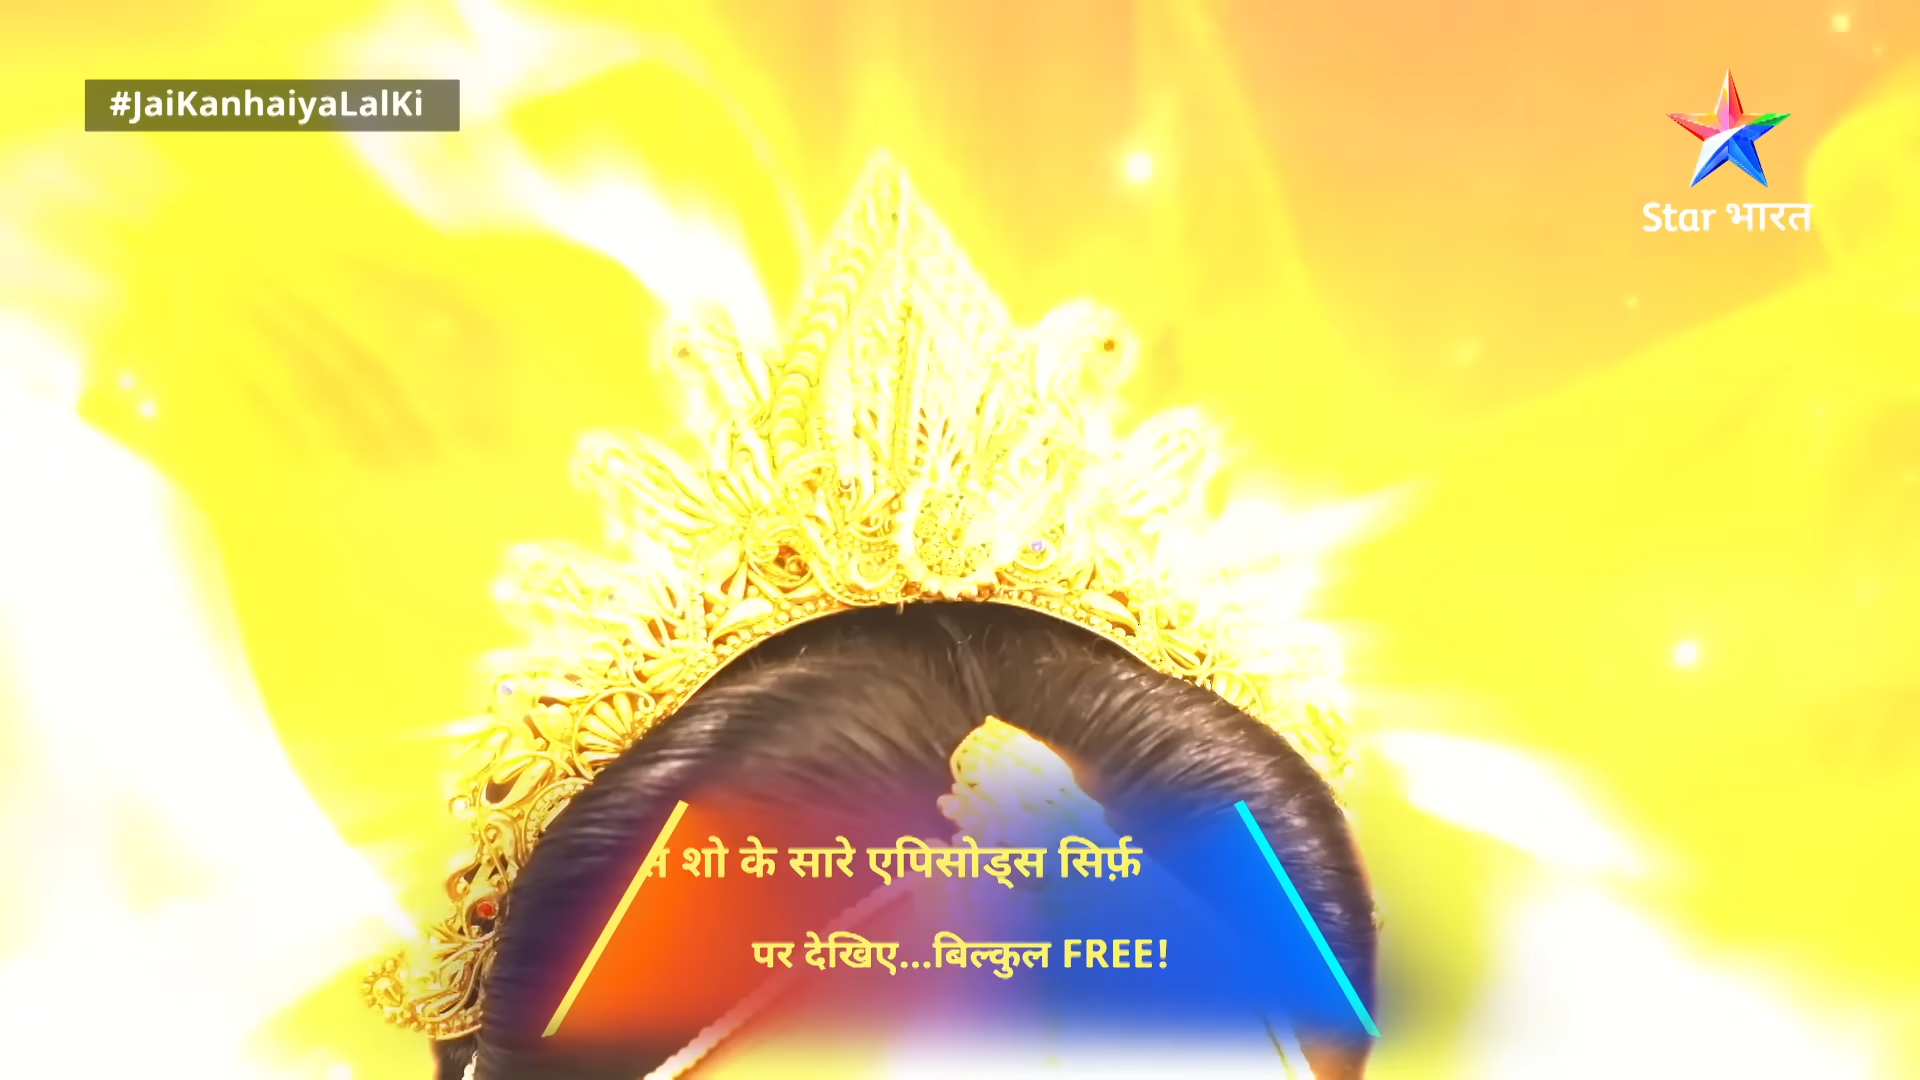 #JaiKanhaiyaLalKi
Star भारत
शो के सारे एपिसोड्स सिर्फ़
पर देखिए...बिल्कुल FREE!